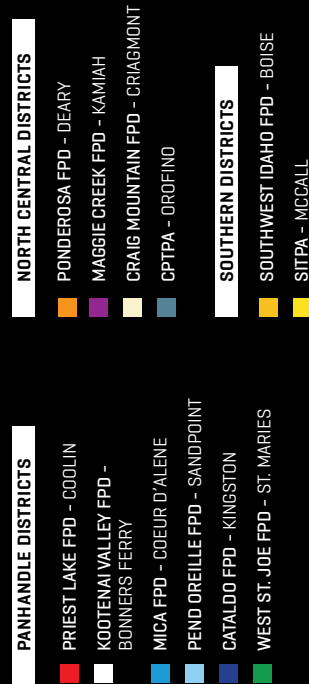 PANHANDLE DISTRICTS
PRIEST LAKE FPD - COOLIN
KOOTENAI VALLEY FPD -
BONNERS FERRY
MICA FPD - COEUR D'ALENE
PEND OREILLE FPD - SANDPOINT
CATALDO FPD - KINGSTON
WEST ST. JOE FPD - ST. MARIES
NORTH CENTRAL DISTRICTS
PONDEROSA FPD - DEARY
MAGGIE CREEK FPD - KAMIAH
CRAIG MOUNTAIN FPD - CRIAGMONT
CPTPA - OROFINO
SOUTHERN DISTRICTS
SOUTHWEST IDAHO FPD - BOISE
SITPA - MCCALL